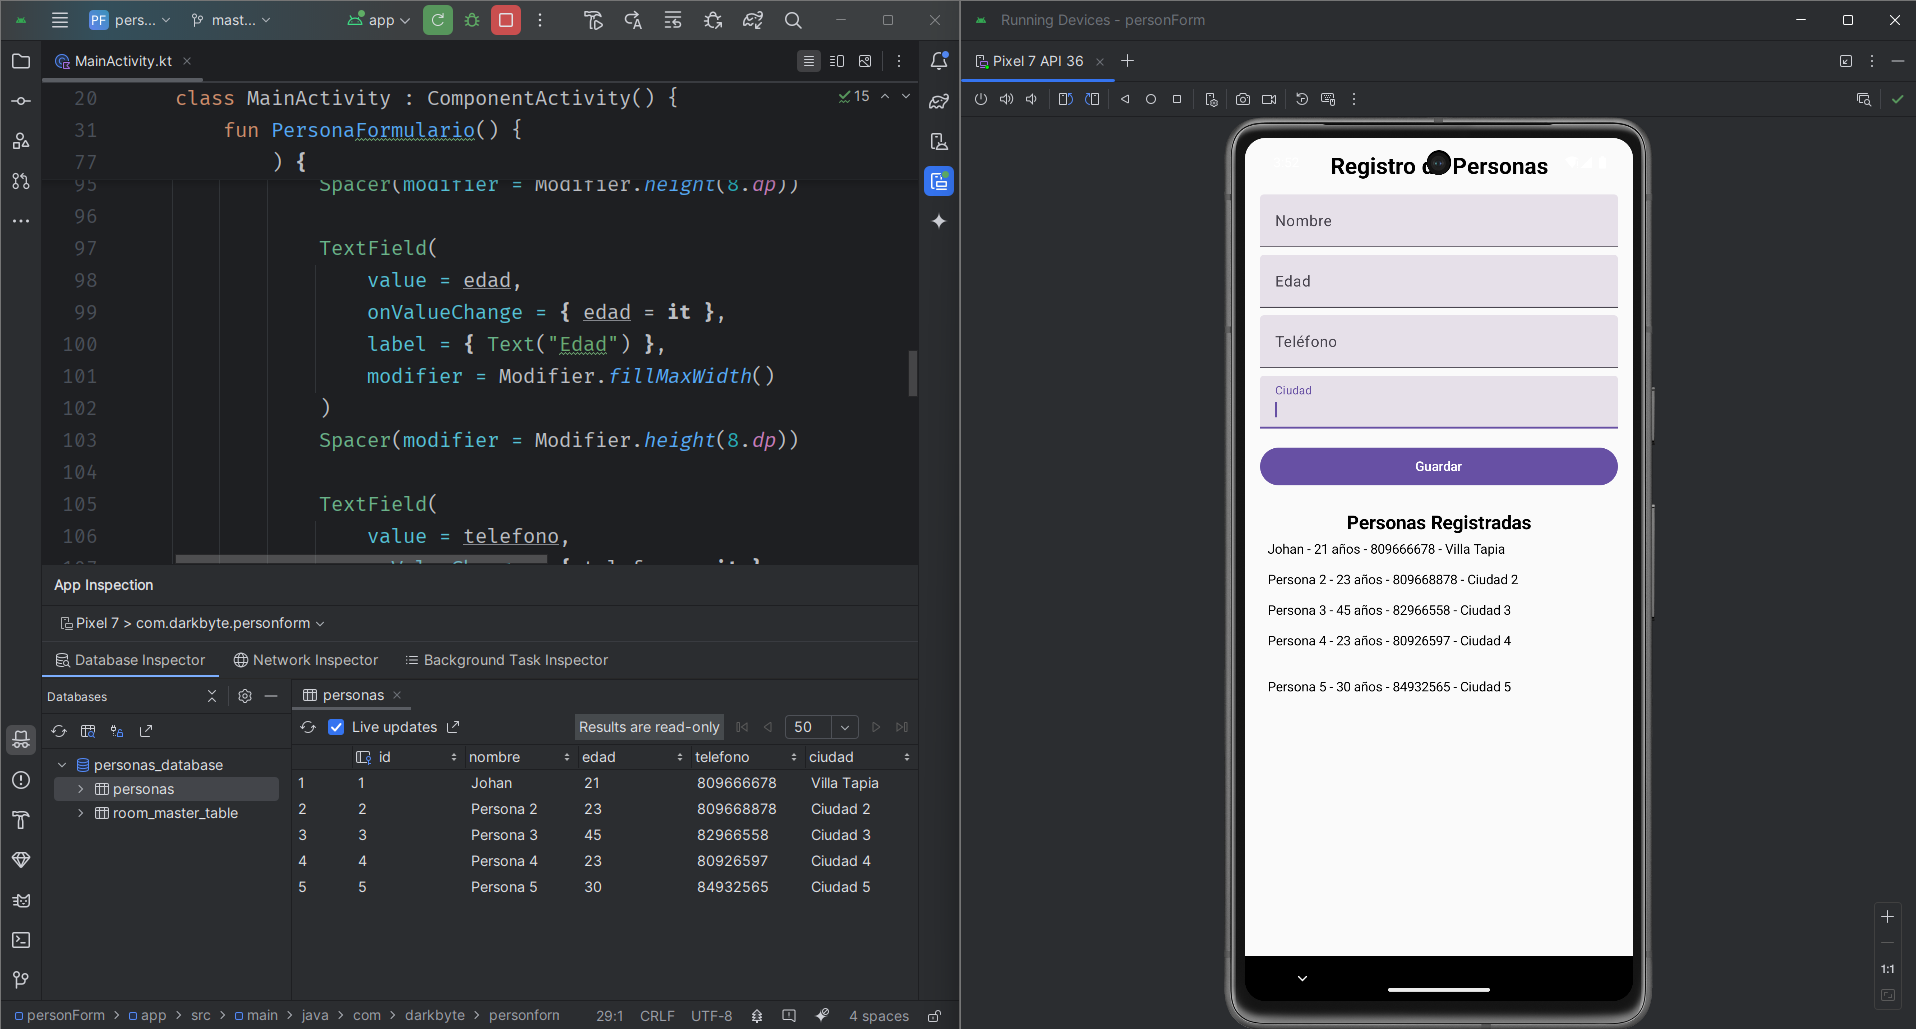 PF pers... mast... app
MainActivity.kt
20 class MainActivity : ComponentActivity() {
15
31 fun PersonaFormulario() {
77 ) {
95 Spacer(modifier = Modifier.height(8.dp))
96
97 TextField(
98 value = edad,
99 onValueChange = { edad = it },
100 label = { Text("Edad") },
101 modifier = Modifier.fillMaxWidth()
102 )
103 Spacer(modifier = Modifier.height(8.dp))
104
105 TextField(
106 value = telefono,
App Inspection
Pixel 7 > com.darkbyte.personform
Database Inspector Network Inspector Background Task Inspector
Databases
personas
Live updates Results are read-only 50
personas_database
personas
room_master_table
id nombre edad telefono ciudad
1 1 Johan 21 809666678 Villa Tapia
2 2 Persona 2 23 809668878 Ciudad 2
3 3 Persona 3 45 82966558 Ciudad 3
4 4 Persona 4 23 80926597 Ciudad 4
5 5 Persona 5 30 84932565 Ciudad 5
personForm > app > src > main > java > com > darkbyte > personform 29:1 CRLF UTF-8 4 spaces
Running Devices - personForm
Pixel 7 API 36
Registro de Personas
Nombre
Edad
Teléfono
Ciudad
Guardar
Personas Registradas
Johan - 21 años - 809666678 - Villa Tapia
Persona 2 - 23 años - 809668878 - Ciudad 2
Persona 3 - 45 años - 82966558 - Ciudad 3
Persona 4 - 23 años - 80926597 - Ciudad 4
Persona 5 - 30 años - 84932565 - Ciudad 5
1:1